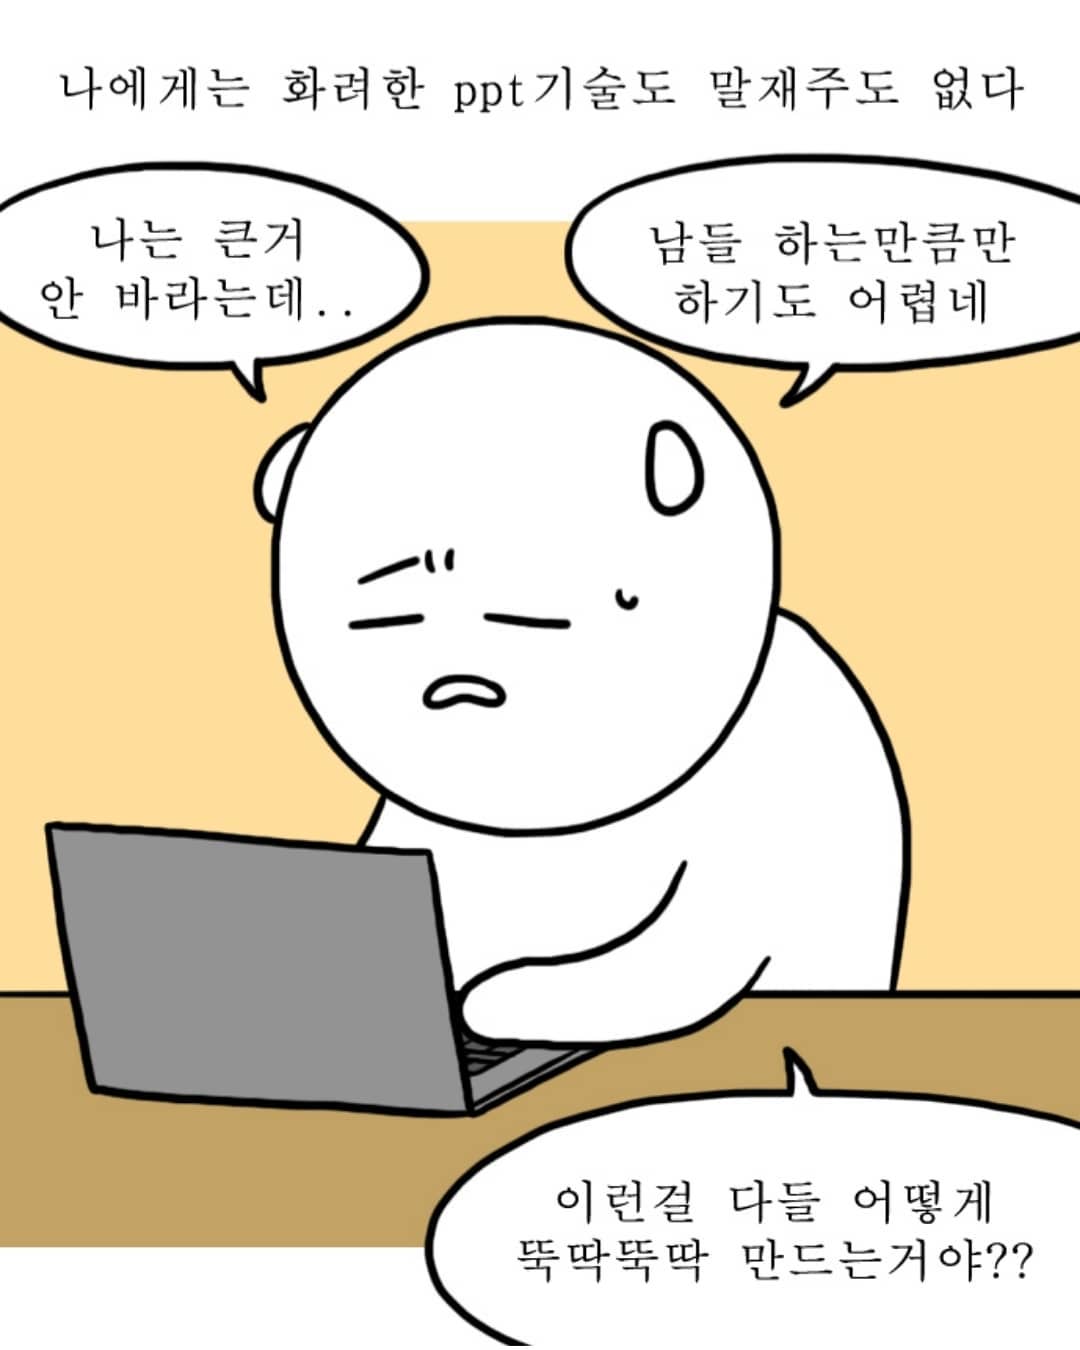 나에게는 화려한 ppt기술도 말재주도 없다
나는 큰거
안 바라는데..
남들 하는만큼만
하기도 어렵네
이런걸 다들 어떻게
뚝딱뚝딱 만드는거야??